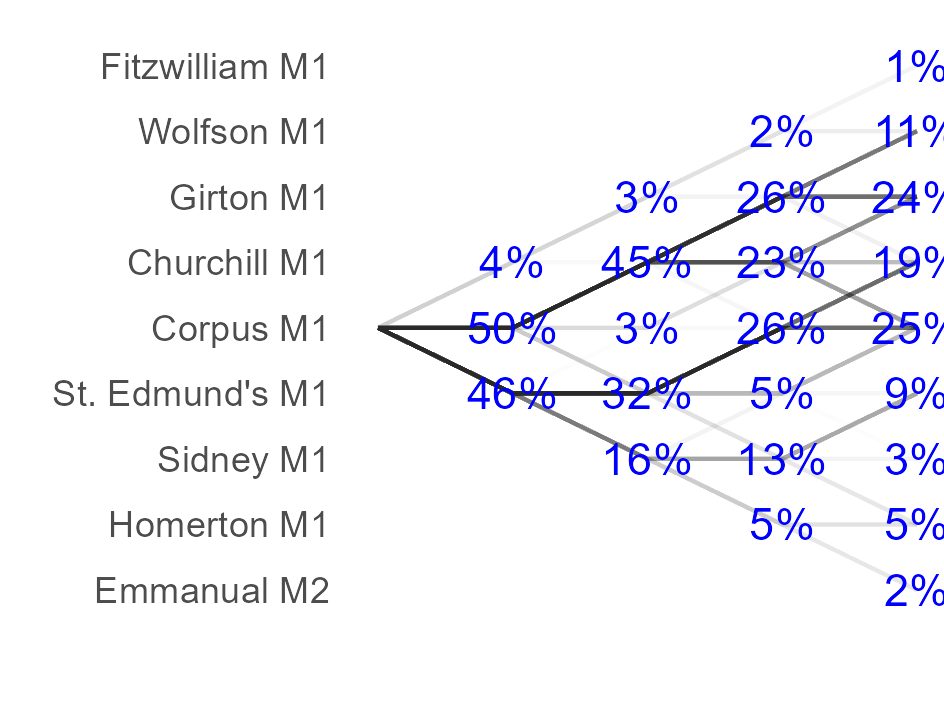 Fitzwilliam M1 1%
Wolfson M1 2% 11%
Girton M1 3% 26% 24%
Churchill M1 4% 45% 23% 19%
Corpus M1 50% 3% 26% 25%
St. Edmund's M1 46% 32% 5% 9%
Sidney M1 16% 13% 3%
Homerton M1 5% 5%
Emmanual M2 2%